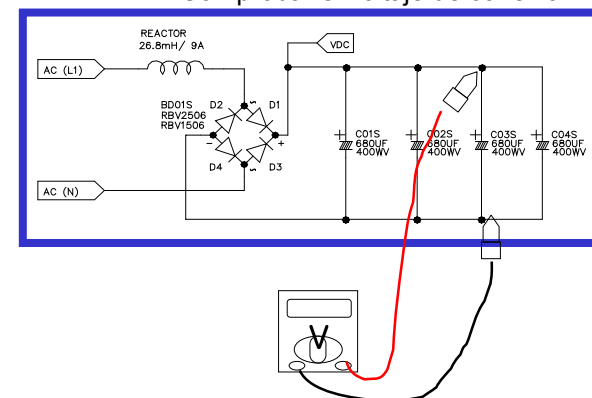 REACTOR
26.8mH/ 9A
VDC
AC (L1)
BD01S
RBV2506
RBV1506
D2
D1
~
-
+
D4
D3
~
+
C01S
680UF
400WV
+
C02S
680UF
400WV
+
C03S
680UF
400WV
+
C04S
680UF
400WV
AC (N)
V